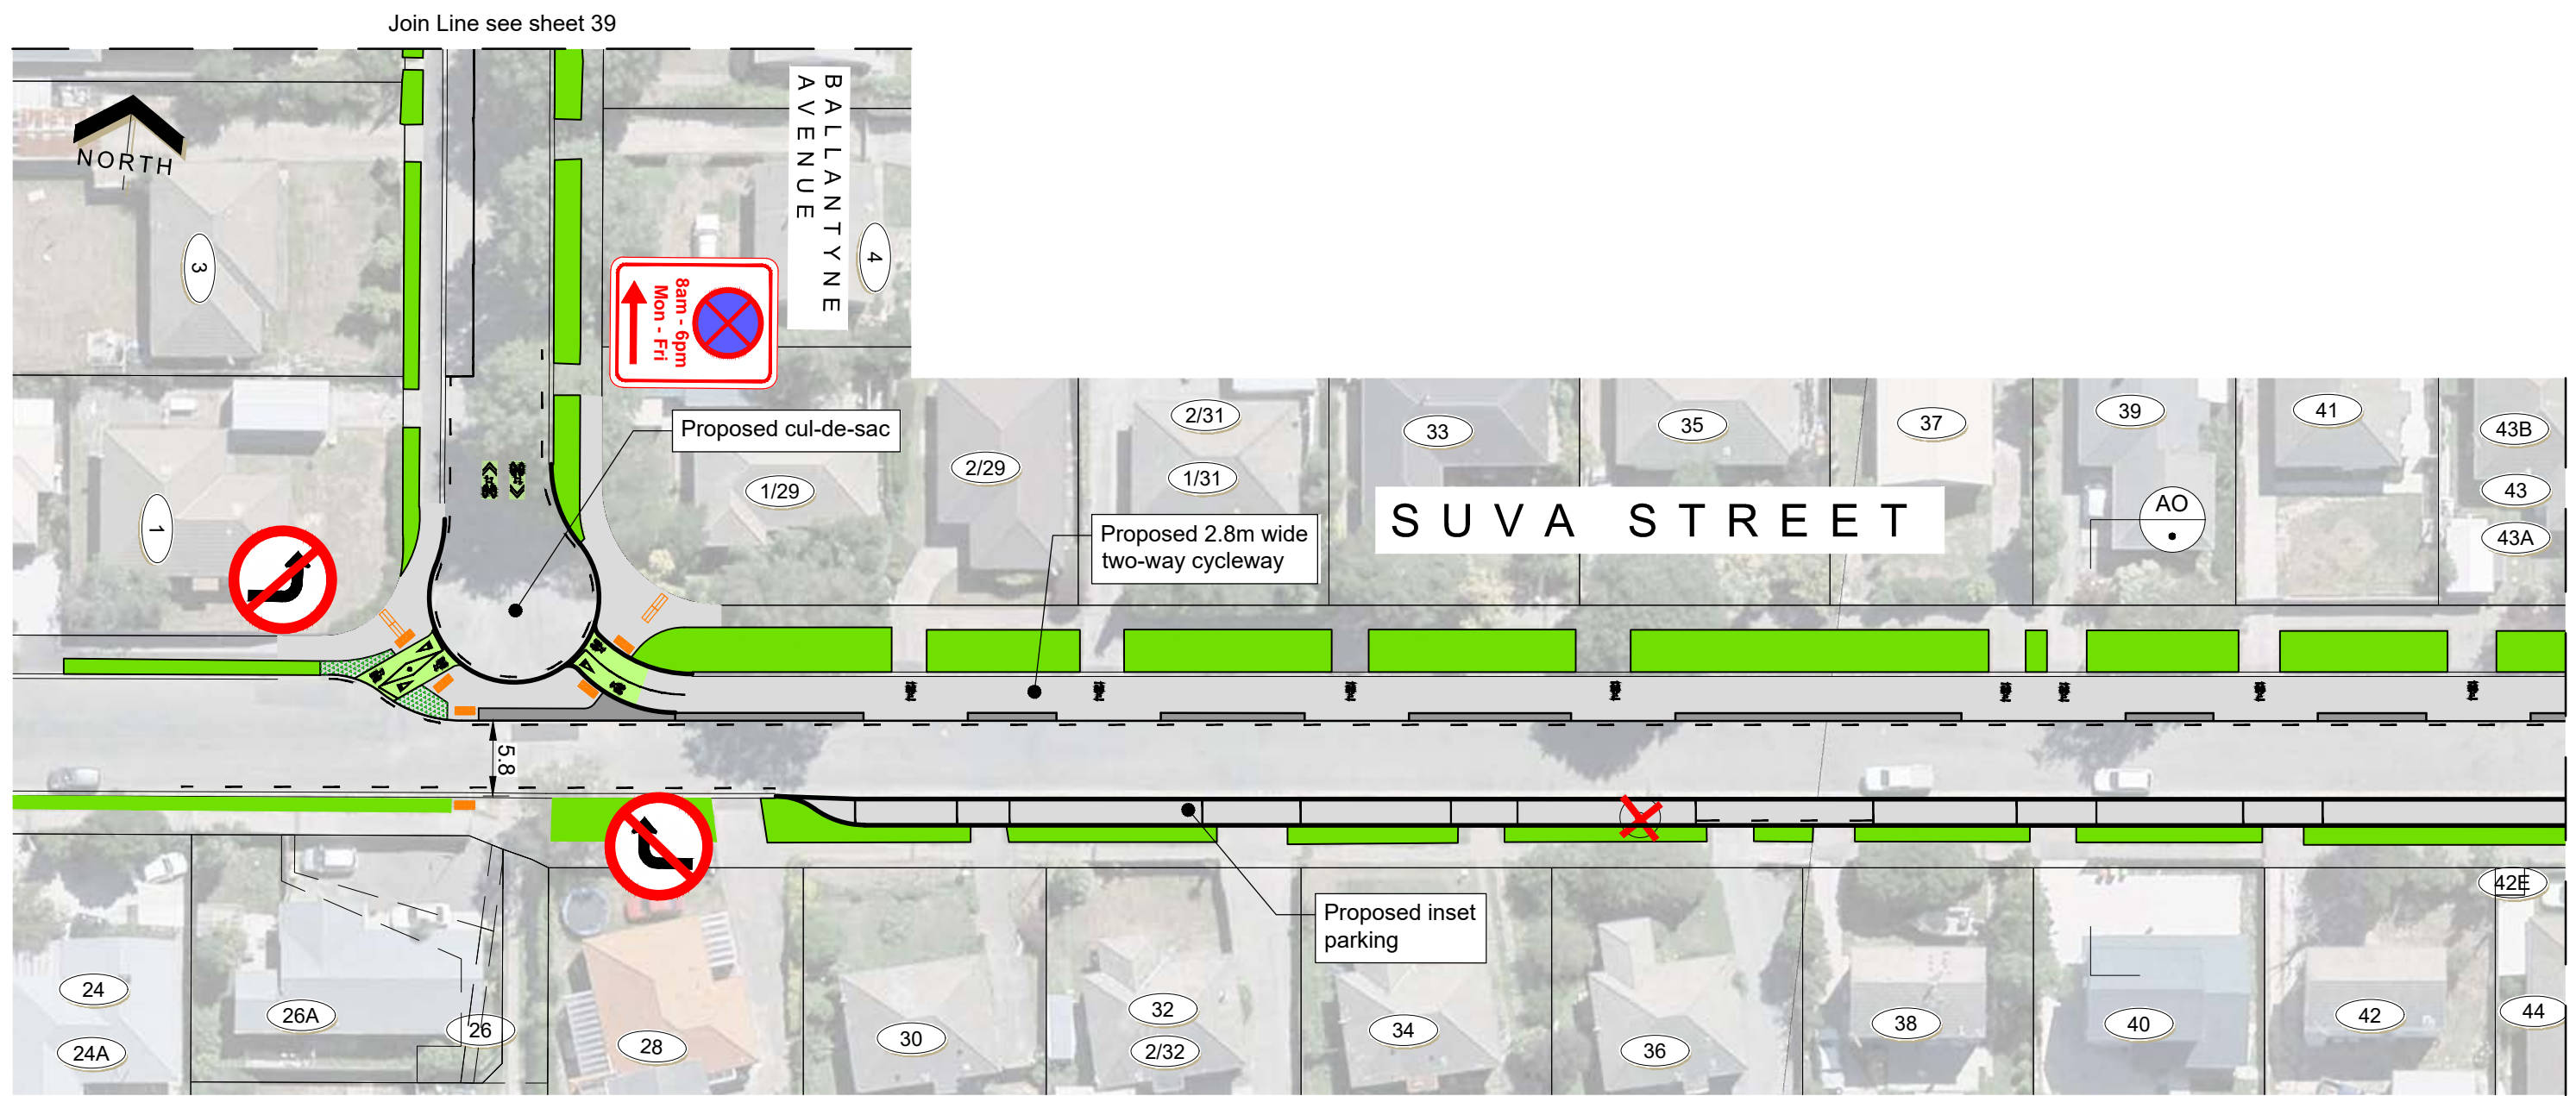 Join Line see sheet 39
NORTH
BALLANTYNE
AVENUE
3
4
8am - 6pm
Mon - Fri
Proposed cul-de-sac
1
1/29
2/29
2/31
1/31
33
35
37
39
41
43B
43
43A
AO
SUVA STREET
Proposed 2.8m wide
two-way cycleway
5.8
Proposed inset
parking
24
24A
26A
26
28
30
32
2/32
34
36
38
40
42
42E
44